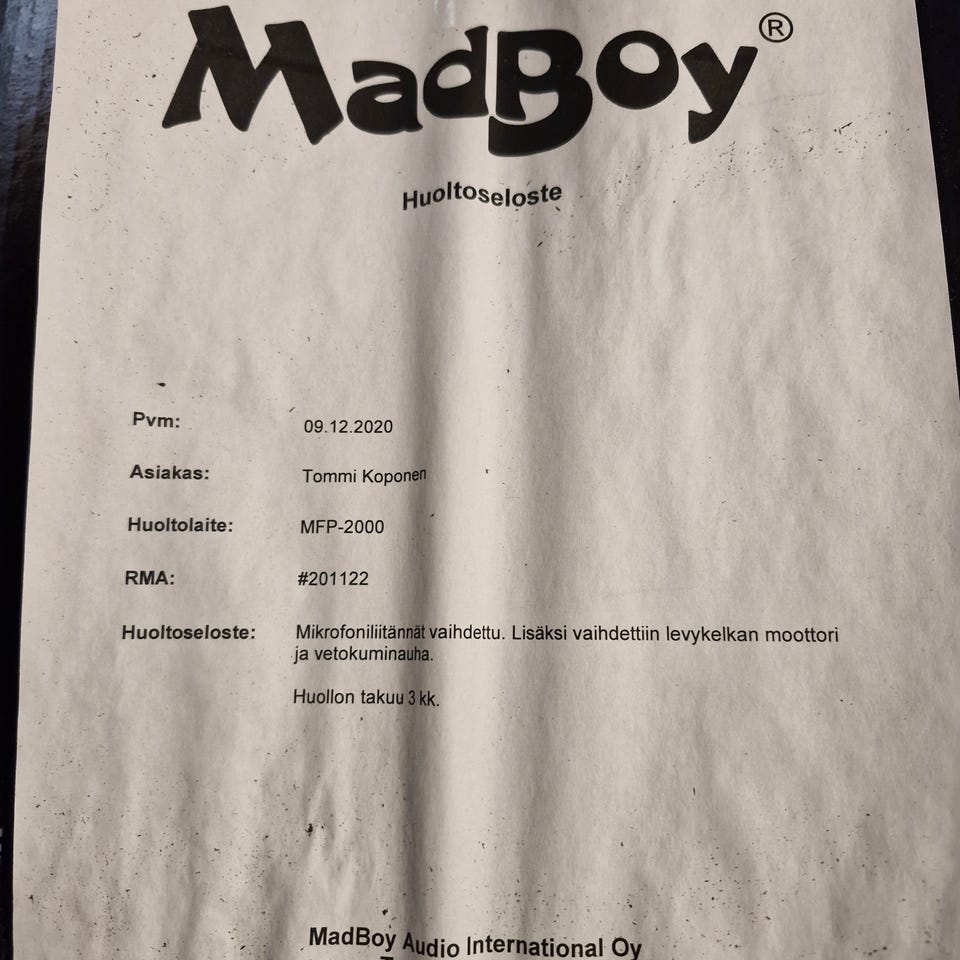 MadBoy®
Huoltoseloste
Pvm: 09.12.2020
Asiakas: Tommi Koponen
Huoltolaite: MFP-2000
RMA: #201122
Huoltoseloste: Mikrofoniliitännät vaihdettu. Lisäksi vaihdettiin levykelkan moottori
ja vetokuminauha.
Huollon takuu 3 kk.
MadBoy Audio International Oy